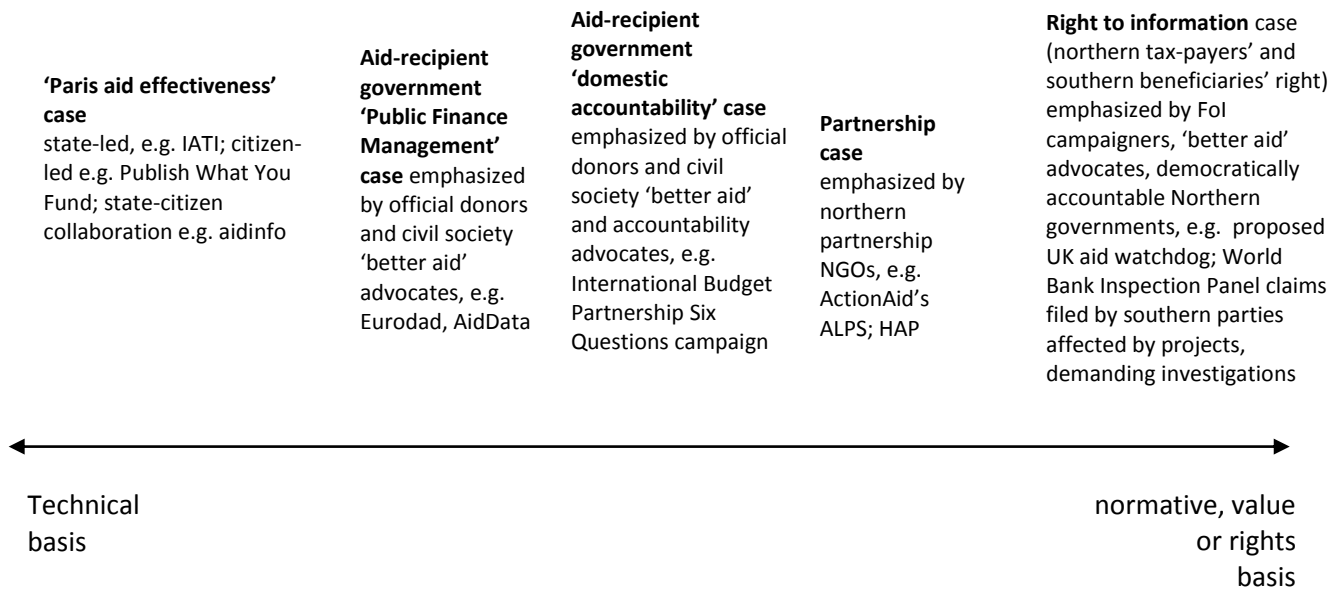 ‘Paris aid effectiveness’
case
state-led, e.g. IATI; citizen-
led e.g. Publish What You
Fund; state-citizen
collaboration e.g. aidinfo
Aid-recipient
government
‘Public Finance
Management’
case emphasized
by official donors
and civil society
‘better aid’
advocates, e.g.
Eurodad, AidData
Aid-recipient
government
‘domestic
accountability’ case
emphasized by official
donors and civil
society ‘better aid’
and accountability
advocates, e.g.
International Budget
Partnership Six
Questions campaign
Partnership
case
emphasized by
northern
partnership
NGOs, e.g.
ActionAid’s
ALPS; HAP
Right to information case
(northern tax-payers’ and
southern beneficiaries’ right)
emphasized by FoI
campaigners, ‘better aid’
advocates, democratically
accountable Northern
governments, e.g. proposed
UK aid watchdog; World
Bank Inspection Panel claims
filed by southern parties
affected by projects,
demanding investigations
Technical
basis
normative, value
or rights
basis